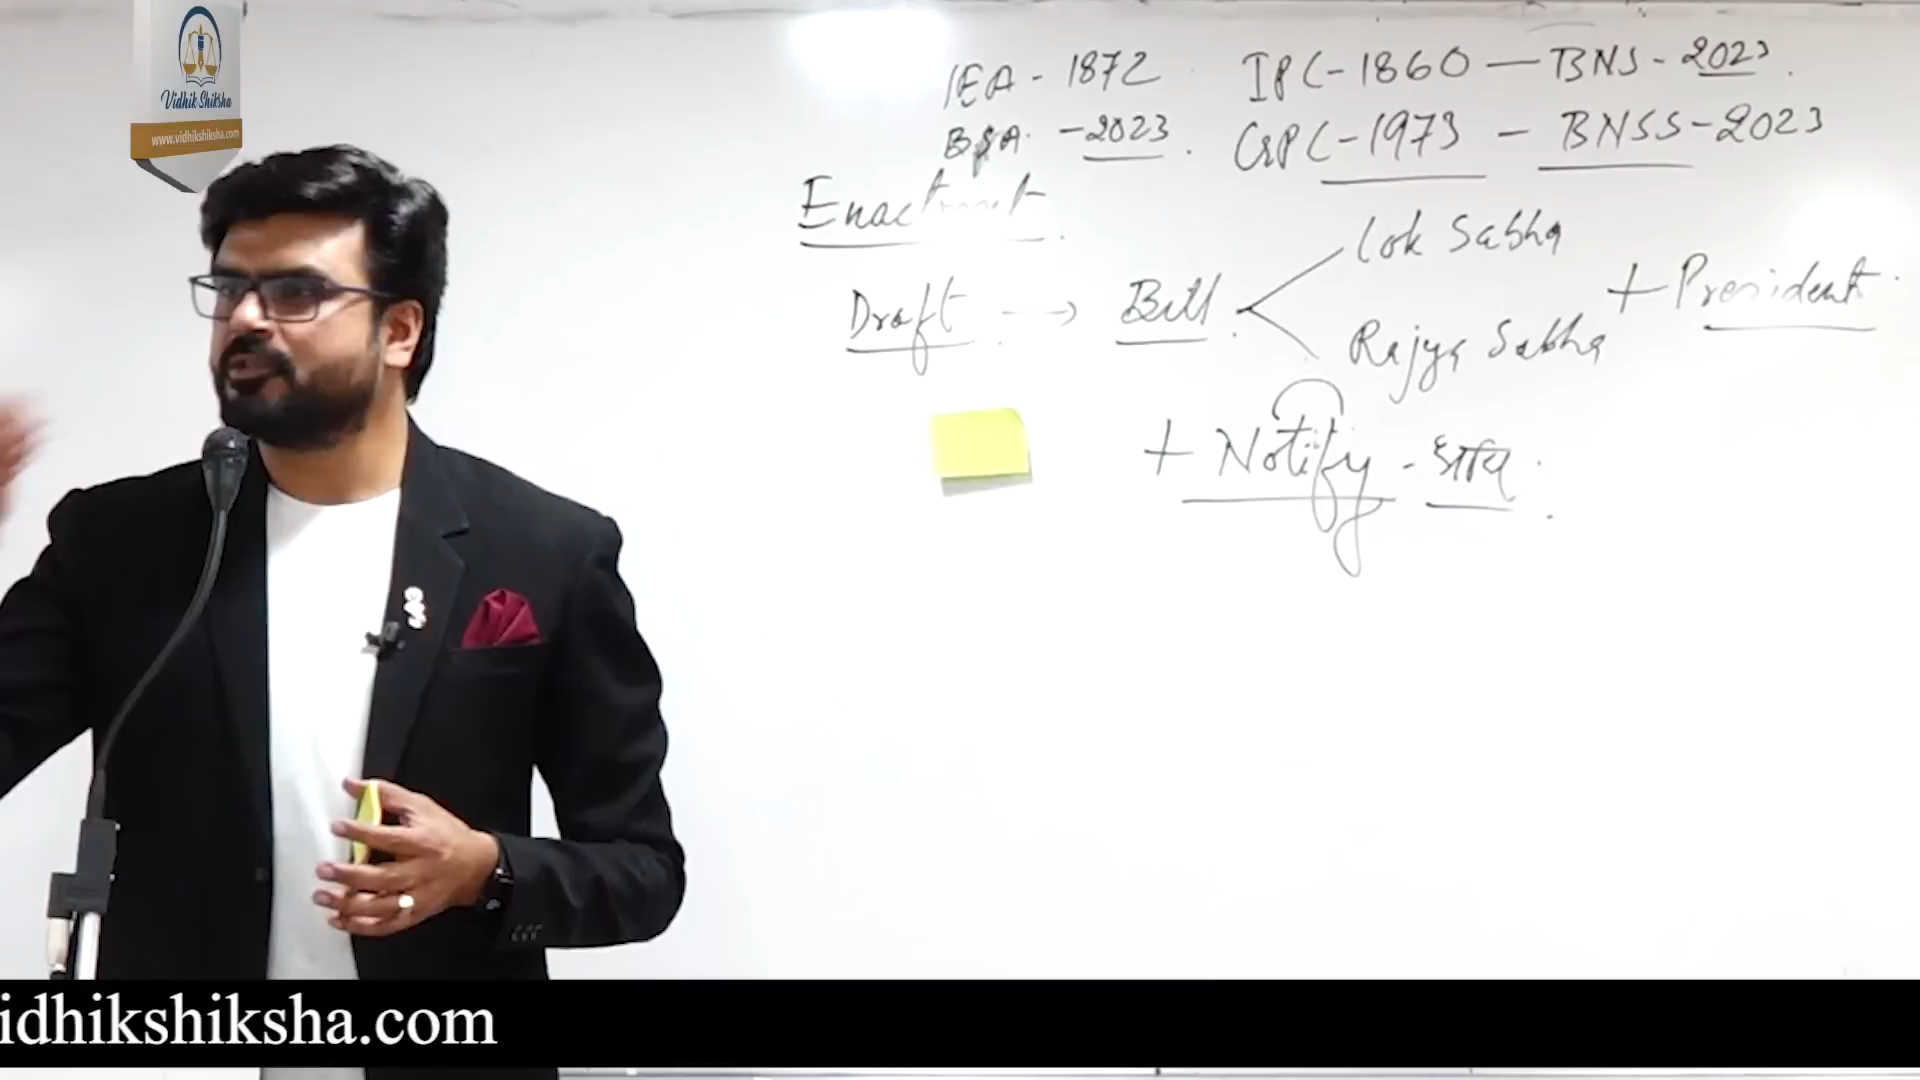 Vidhik Shiksha
www.vidhikshiksha.com
IEA - 1872
BSA - 2023.
IPC - 1860 — BNS - 2023.
CrPC - 1973 — BNSS - 2023
Enactment.
Draft → Bill.
Lok Sabha
Rajya Sabha
+ President.
+ Notify -
idhikshiksha.com